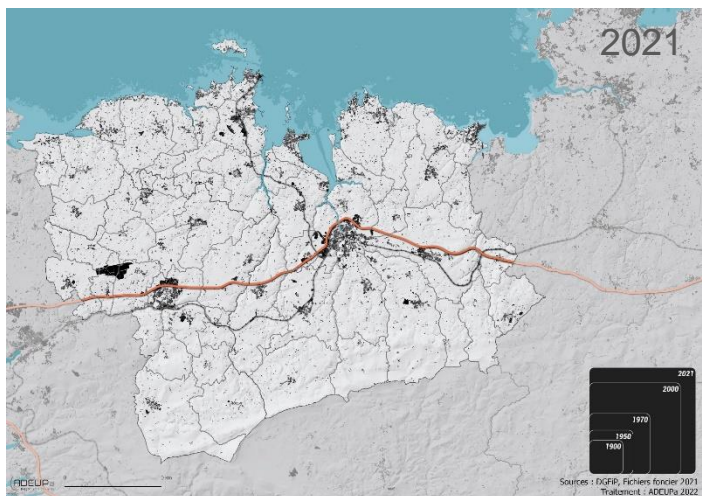 2021
2021
2000
1970
1950
1900
ADEUPa
Sources : DGFiP, Fichiers foncier 2021
Traitement : ADEUPa 2022